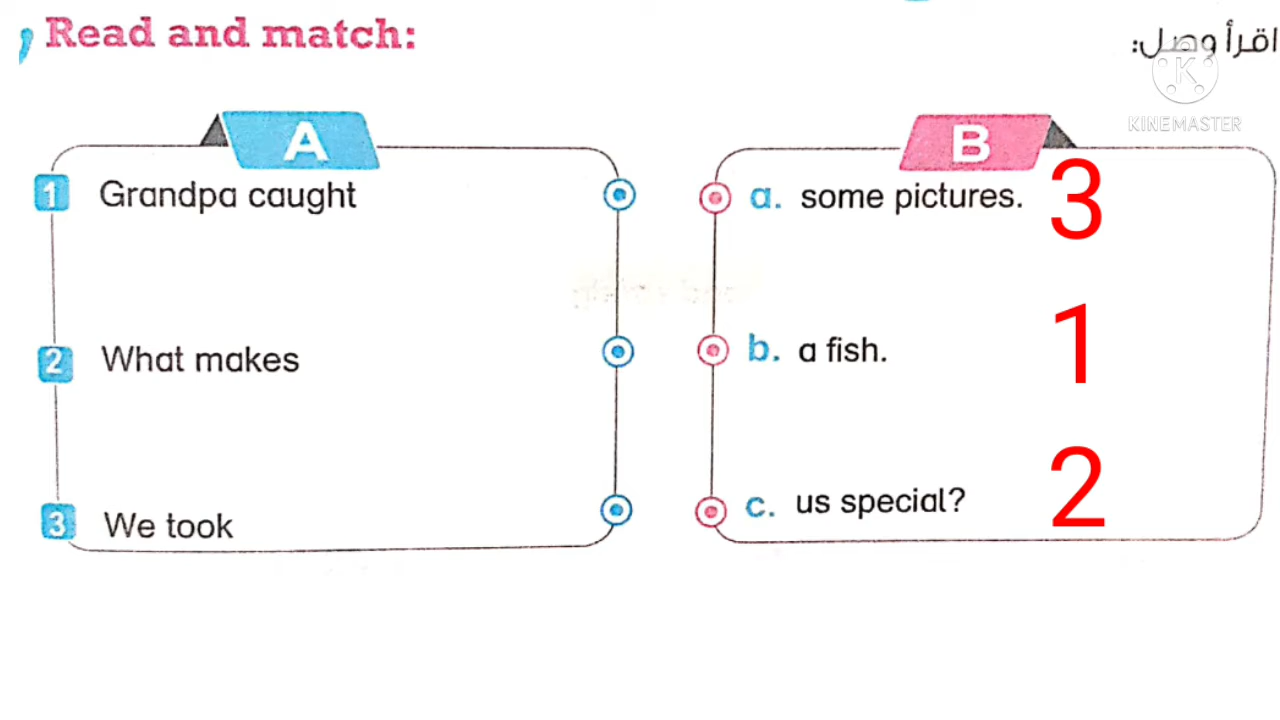 Read and match:
اقرأ وصل:
KINEMASTER
A
1 Grandpa caught
2 What makes
3 We took
B
a. some pictures. 3
b. a fish. 1
c. us special? 2